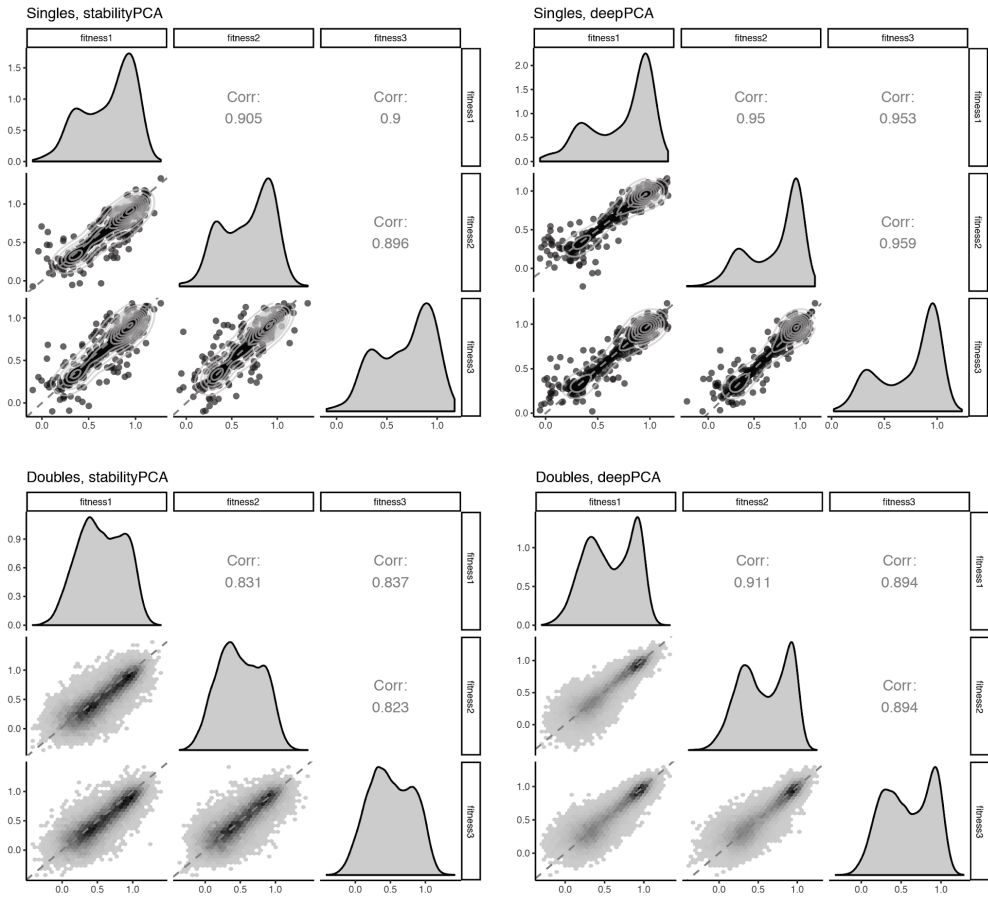 Singles, stabilityPCA
fitness1 fitness2 fitness3
1.5
1.0
0.5
0.0
Corr:
0.905
Corr:
0.9
fitness1
1.0
0.5
0.0
Corr:
0.896
fitness2
1.0
0.5
0.0
fitness3
0.0 0.5 1.0 0.0 0.5 1.0 0.0 0.5 1.0
Singles, deepPCA
fitness1 fitness2 fitness3
2.0
1.5
1.0
0.5
0.0
Corr:
0.95
Corr:
0.953
fitness1
1.0
0.5
0.0
Corr:
0.959
fitness2
1.0
0.5
0.0
fitness3
0.0 0.5 1.0 0.0 0.5 1.0 0.0 0.5 1.0
Doubles, stabilityPCA
fitness1 fitness2 fitness3
0.9
0.6
0.3
0.0
Corr:
0.831
Corr:
0.837
fitness1
1.0
0.5
0.0
Corr:
0.823
fitness2
1.0
0.5
0.0
fitness3
0.0 0.5 1.0 0.0 0.5 1.0 0.0 0.5 1.0
Doubles, deepPCA
fitness1 fitness2 fitness3
1.0
0.5
0.0
Corr:
0.911
Corr:
0.894
fitness1
1.0
0.5
0.0
Corr:
0.894
fitness2
1.0
0.5
0.0
fitness3
0.0 0.5 1.0 0.0 0.5 1.0 0.0 0.5 1.0